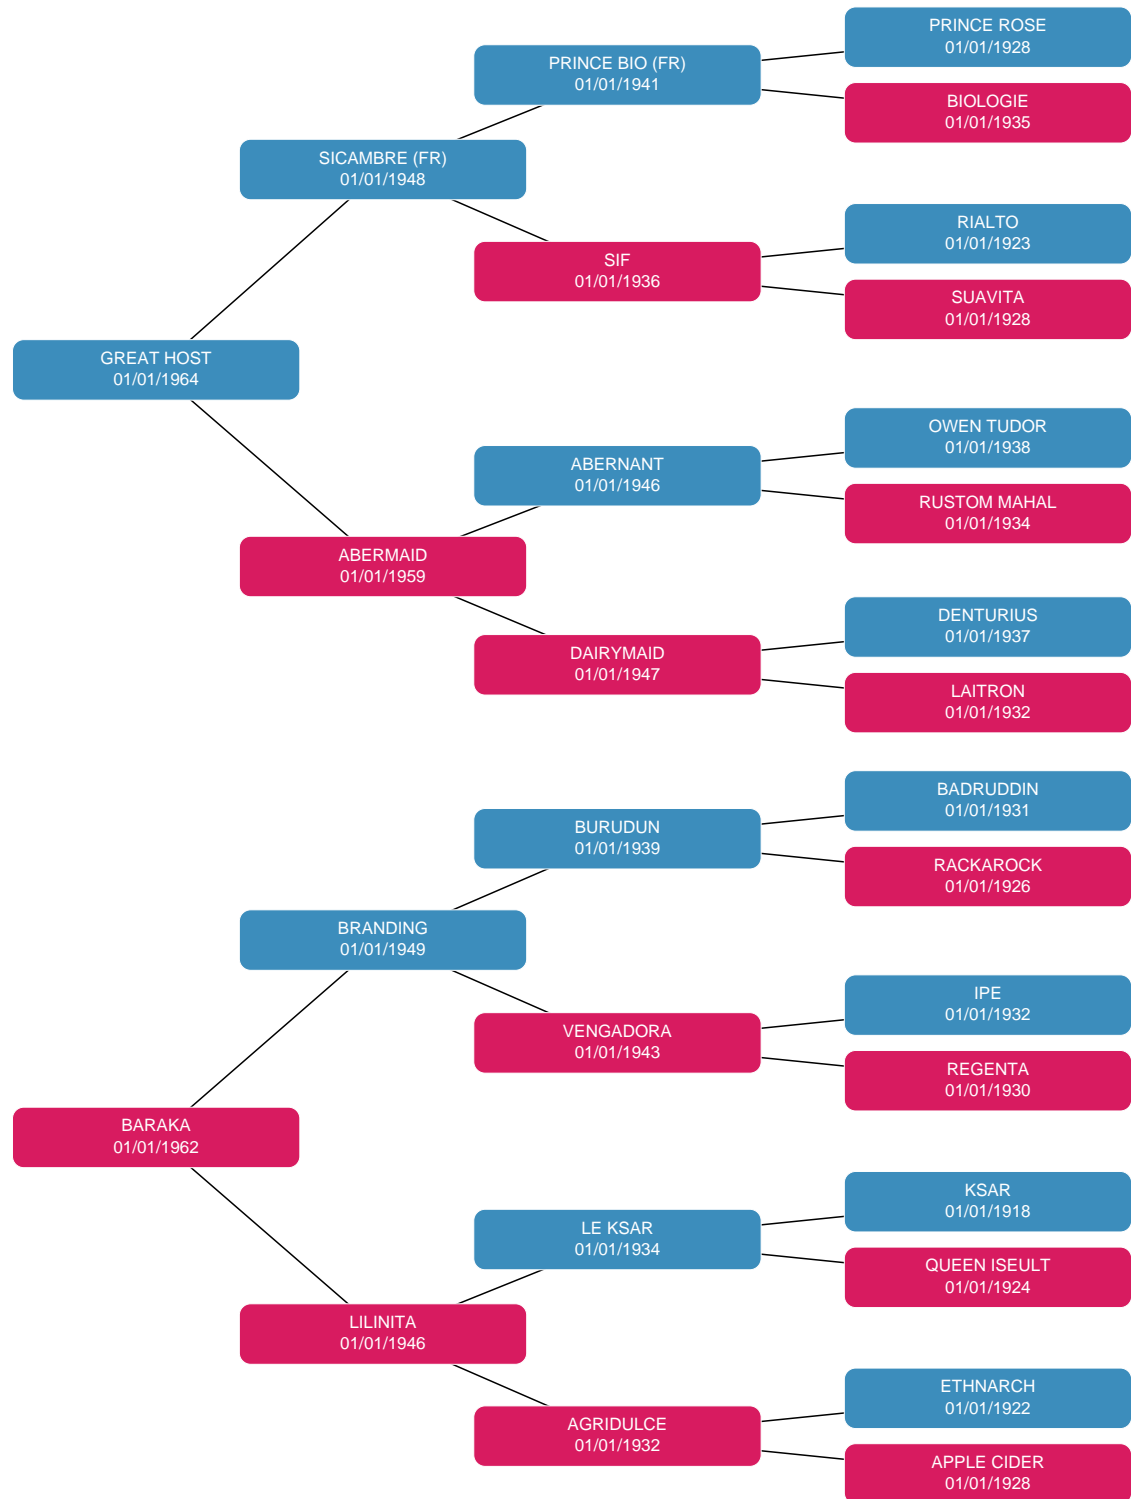 PRINCE ROSE
01/01/1928
PRINCE BIO (FR)
01/01/1941
BIOLOGIE
01/01/1935
SICAMBRE (FR)
01/01/1948
RIALTO
01/01/1923
SIF
01/01/1936
SUAVITA
01/01/1928
GREAT HOST
01/01/1964
OWEN TUDOR
01/01/1938
ABERNANT
01/01/1946
RUSTOM MAHAL
01/01/1934
ABERMAID
01/01/1959
DENTURIUS
01/01/1937
DAIRYMAID
01/01/1947
LAITRON
01/01/1932
BADRUDDIN
01/01/1931
BURUDUN
01/01/1939
RACKAROCK
01/01/1926
BRANDING
01/01/1949
IPE
01/01/1932
VENGADORA
01/01/1943
REGENTA
01/01/1930
BARAKA
01/01/1962
KSAR
01/01/1918
LE KSAR
01/01/1934
QUEEN ISEULT
01/01/1924
LILINITA
01/01/1946
ETHNARCH
01/01/1922
AGRIDULCE
01/01/1932
APPLE CIDER
01/01/1928